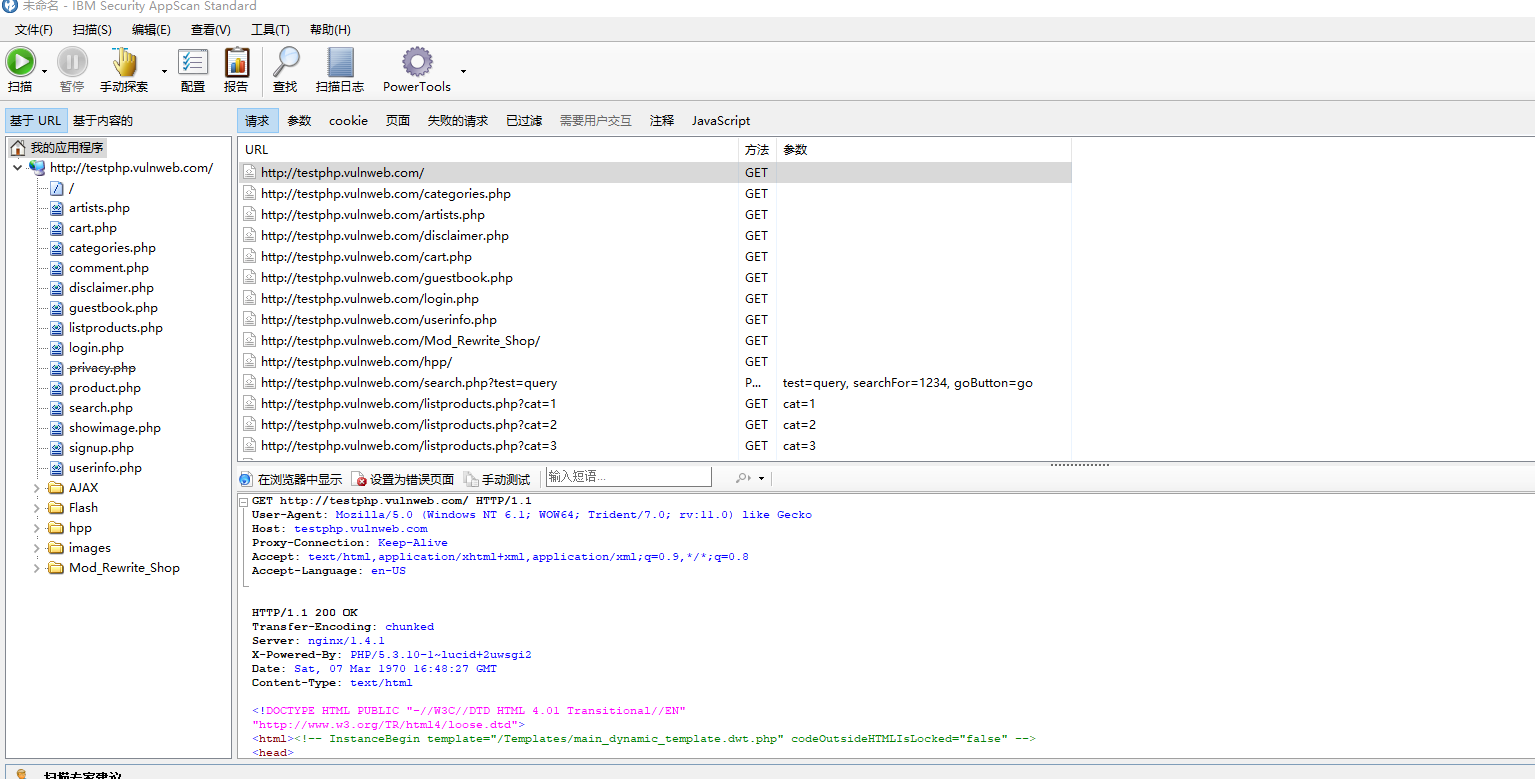 未命名 - IBM Security AppScan Standard
文件(F) 扫描(S) 编辑(E) 查看(V) 工具(T) 帮助(H)
扫描 暂停 手动探索 配置 报告 查找 扫描日志 PowerTools
基于 URL 基于内容的
请求 参数 cookie 页面 失败的请求 已过滤 需要用户交互 注释 JavaScript
我的应用程序
http://testphp.vulnweb.com/
/
artists.php
cart.php
categories.php
comment.php
disclaimer.php
guestbook.php
listproducts.php
login.php
privacy.php
product.php
search.php
showimage.php
signup.php
userinfo.php
AJAX
Flash
hpp
images
Mod_Rewrite_Shop
URL 方法 参数
http://testphp.vulnweb.com/ GET
http://testphp.vulnweb.com/categories.php GET
http://testphp.vulnweb.com/artists.php GET
http://testphp.vulnweb.com/disclaimer.php GET
http://testphp.vulnweb.com/cart.php GET
http://testphp.vulnweb.com/guestbook.php GET
http://testphp.vulnweb.com/login.php GET
http://testphp.vulnweb.com/userinfo.php GET
http://testphp.vulnweb.com/Mod_Rewrite_Shop/ GET
http://testphp.vulnweb.com/hpp/ GET
http://testphp.vulnweb.com/search.php?test=query P... test=query, searchFor=1234, goButton=go
http://testphp.vulnweb.com/listproducts.php?cat=1 GET cat=1
http://testphp.vulnweb.com/listproducts.php?cat=2 GET cat=2
http://testphp.vulnweb.com/listproducts.php?cat=3 GET cat=3
在浏览器中显示 设置为错误页面 手动测试 输入短语...
GET http://testphp.vulnweb.com/ HTTP/1.1
User-Agent: Mozilla/5.0 (Windows NT 6.1; WOW64; Trident/7.0; rv:11.0) like Gecko
Host: testphp.vulnweb.com
Proxy-Connection: Keep-Alive
Accept: text/html,application/xhtml+xml,application/xml;q=0.9,*/*;q=0.8
Accept-Language: en-US
HTTP/1.1 200 OK
Transfer-Encoding: chunked
Server: nginx/1.4.1
X-Powered-By: PHP/5.3.10-1~lucid+2uwsgi2
Date: Sat, 07 Mar 1970 16:48:27 GMT
Content-Type: text/html
<!DOCTYPE HTML PUBLIC "-//W3C//DTD HTML 4.01 Transitional//EN"
"http://www.w3.org/TR/html4/loose.dtd">
<html><!-- InstanceBegin template="/Templates/main_dynamic_template.dwt.php" codeOutsideHTMLIsLocked="false" -->
<head>
扫描专家建议